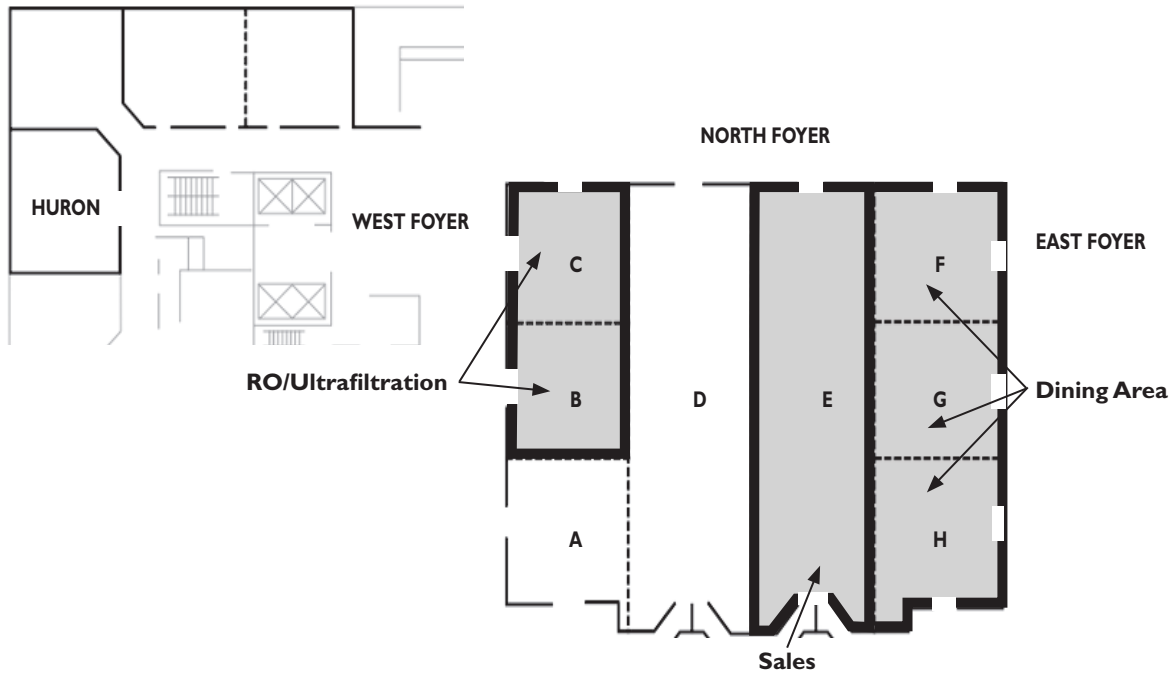 NORTH FOYER
HURON
WEST FOYER
EAST FOYER
C
F
RO/Ultrafiltration
B
D
E
G
Dining Area
A
H
Sales